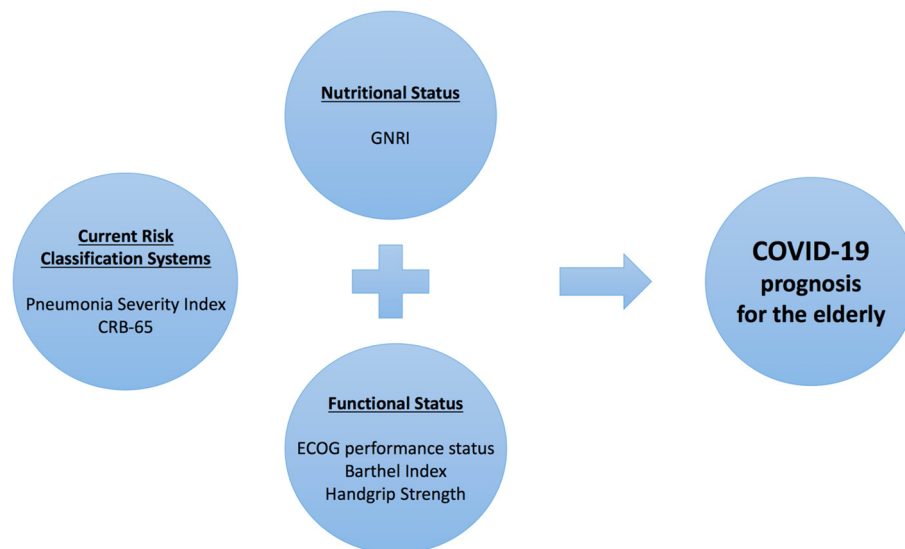 Nutritional Status
GNRI
Current Risk
Classification Systems
Pneumonia Severity Index
CRB-65
Functional Status
ECOG performance status
Barthel Index
Handgrip Strength
COVID-19
prognosis
for the elderly